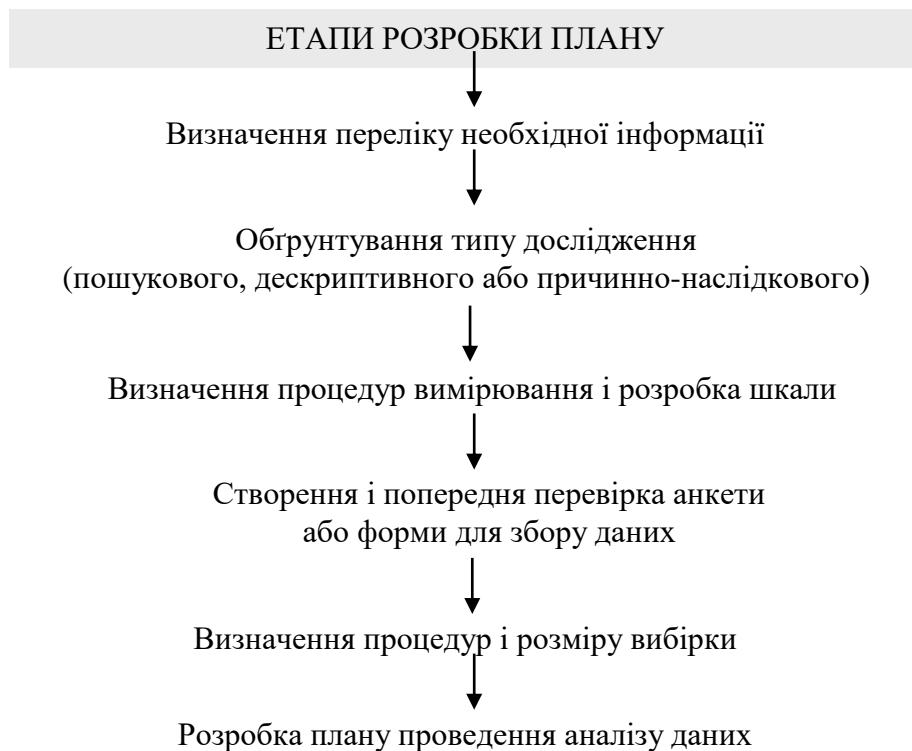 ЕТАПИ РОЗРОБКИ ПЛАНУ
Визначення переліку необхідної інформації
Обґрунтування типу дослідження
(пошукового, дескриптивного або причинно-наслідкового)
Визначення процедур вимірювання і розробка шкали
Створення і попередня перевірка анкети
або форми для збору даних
Визначення процедур і розміру вибірки
Розробка плану проведення аналізу даних